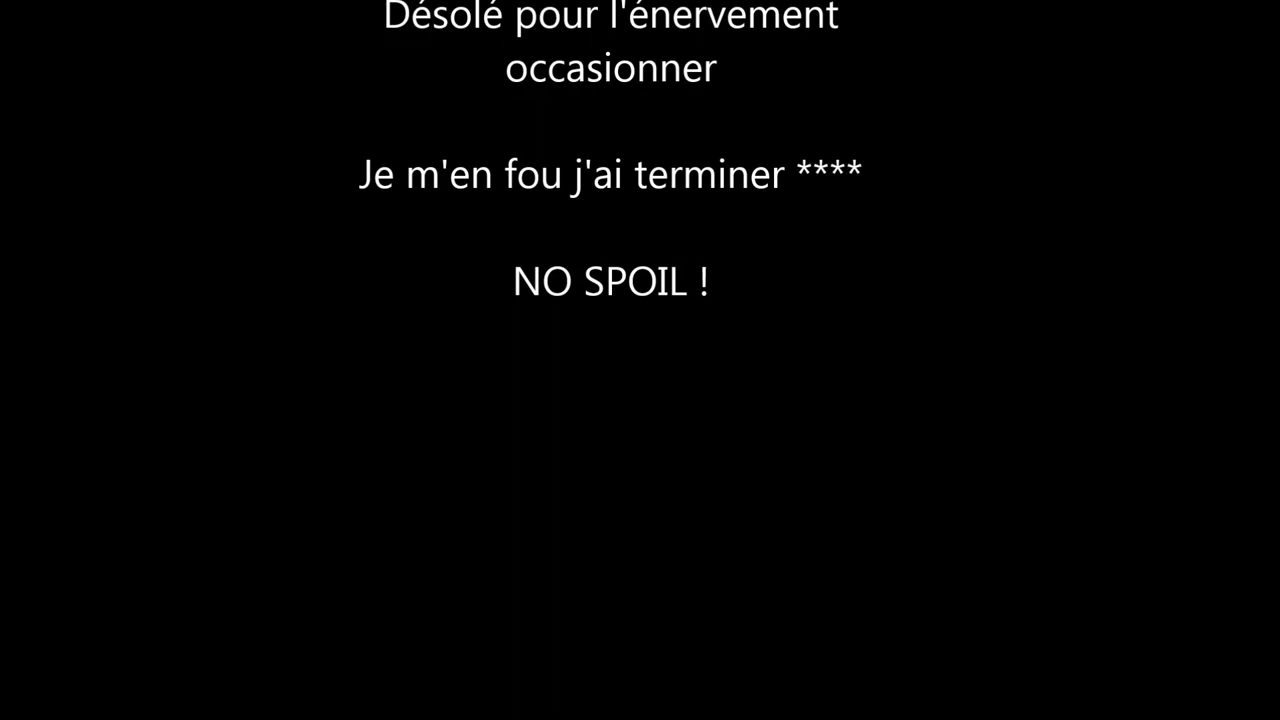 Désolé pour l'énervement
occasionner
Je m'en fou j'ai terminer ****
NO SPOIL !